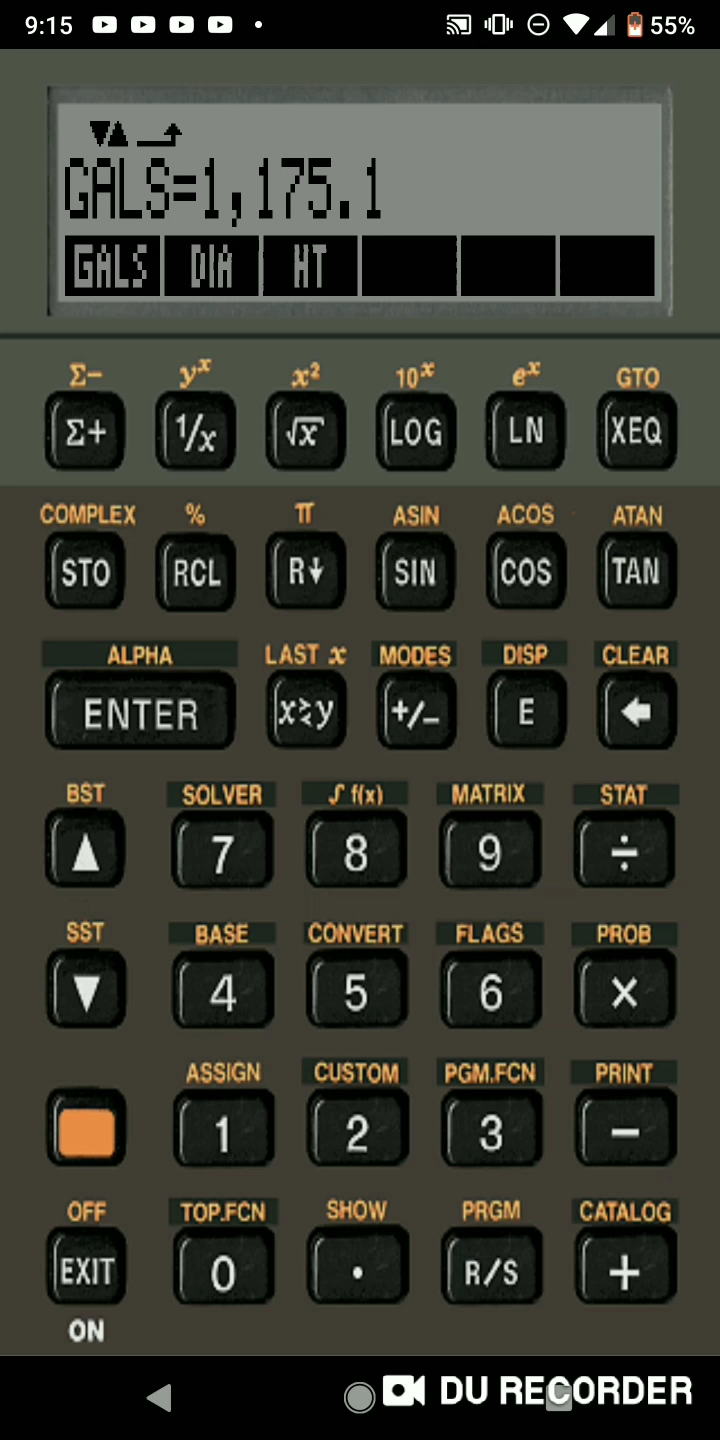 9:15 55%
GALS=1,175.1
GALS DIA HT
Σ− yˣ x² 10ˣ eˣ GTO
Σ+ 1/x √x LOG LN XEQ
COMPLEX % π ASIN ACOS ATAN
STO RCL R↓ SIN COS TAN
ALPHA LAST x MODES DISP CLEAR
ENTER x≷y +/− E
BST SOLVER ∫f(x) MATRIX STAT
7 8 9 ÷
SST BASE CONVERT FLAGS PROB
4 5 6 ×
ASSIGN CUSTOM PGM.FCN PRINT
1 2 3 −
OFF TOP.FCN SHOW PRGM CATALOG
EXIT 0 . R/S +
ON
DU RECORDER